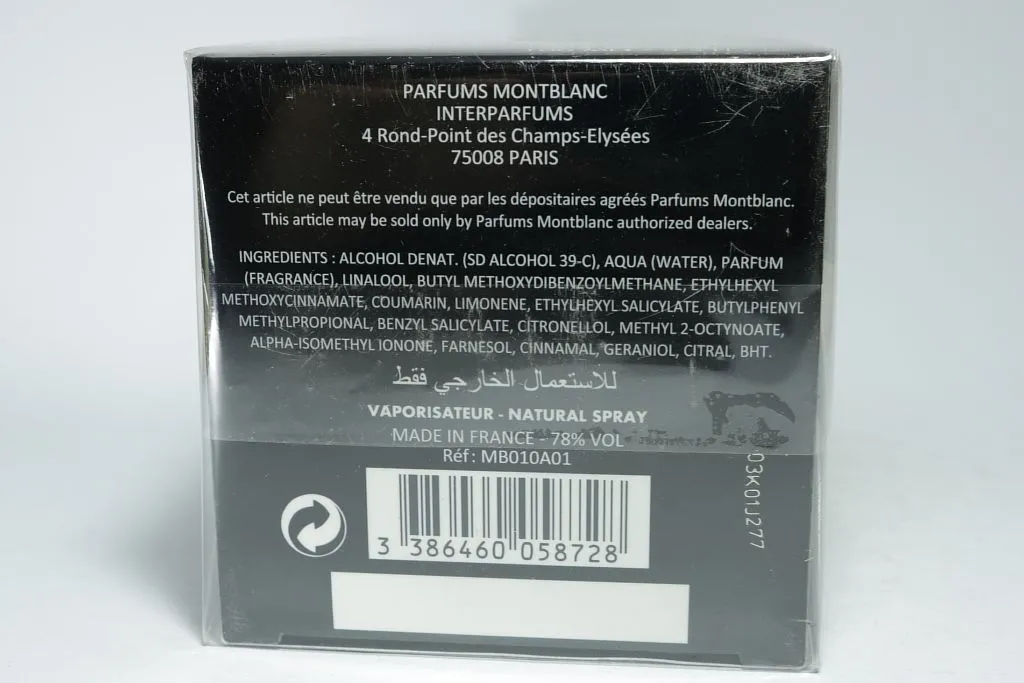 PARFUMS MONTBLANC
INTERPARFUMS
4 Rond-Point des Champs-Elysées
75008 PARIS
Cet article ne peut être vendu que par les dépositaires agréés Parfums Montblanc.
This article may be sold only by Parfums Montblanc authorized dealers.
INGREDIENTS : ALCOHOL DENAT. (SD ALCOHOL 39-C), AQUA (WATER), PARFUM
(FRAGRANCE), LINALOOL, BUTYL METHOXYDIBENZOYLMETHANE, ETHYLHEXYL
METHOXYCINNAMATE, COUMARIN, LIMONENE, ETHYLHEXYL SALICYLATE, BUTYLPHENYL
METHYLPROPIONAL, BENZYL SALICYLATE, CITRONELLOL, METHYL 2-OCTYNOATE,
ALPHA-ISOMETHYL IONONE, FARNESOL, CINNAMAL, GERANIOL, CITRAL, BHT.
للاستعمال الخارجي فقط
VAPORISATEUR - NATURAL SPRAY
MADE IN FRANCE - 78% VOL
Réf : MB010A01
03K01J277
3 386460 058728